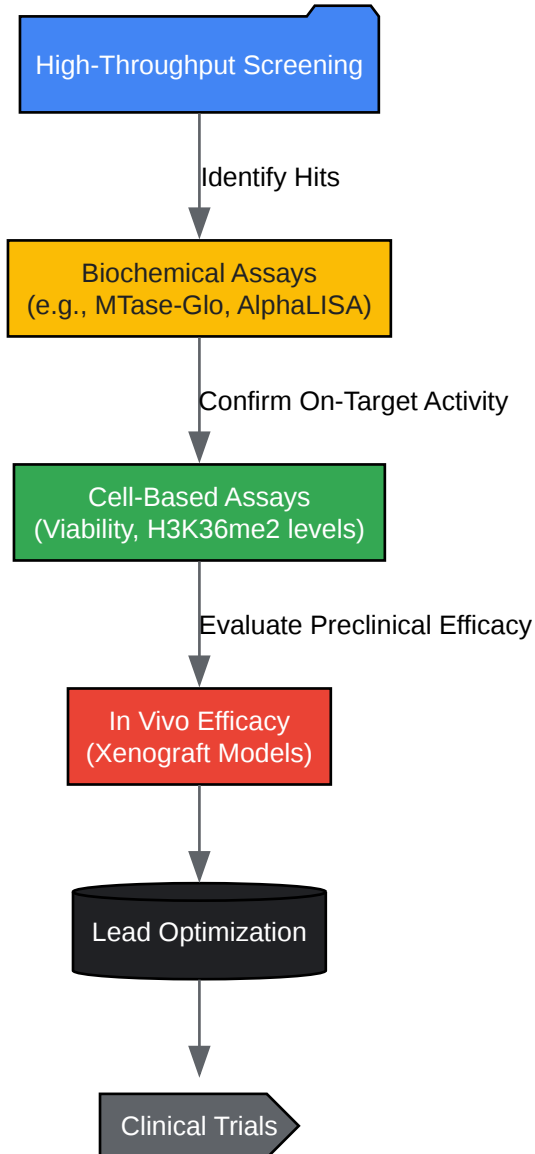 High-Throughput Screening
Identify Hits
Biochemical Assays
(e.g., MTase-Glo, AlphaLISA)
Confirm On-Target Activity
Cell-Based Assays
(Viability, H3K36me2 levels)
Evaluate Preclinical Efficacy
In Vivo Efficacy
(Xenograft Models)
Lead Optimization
Clinical Trials